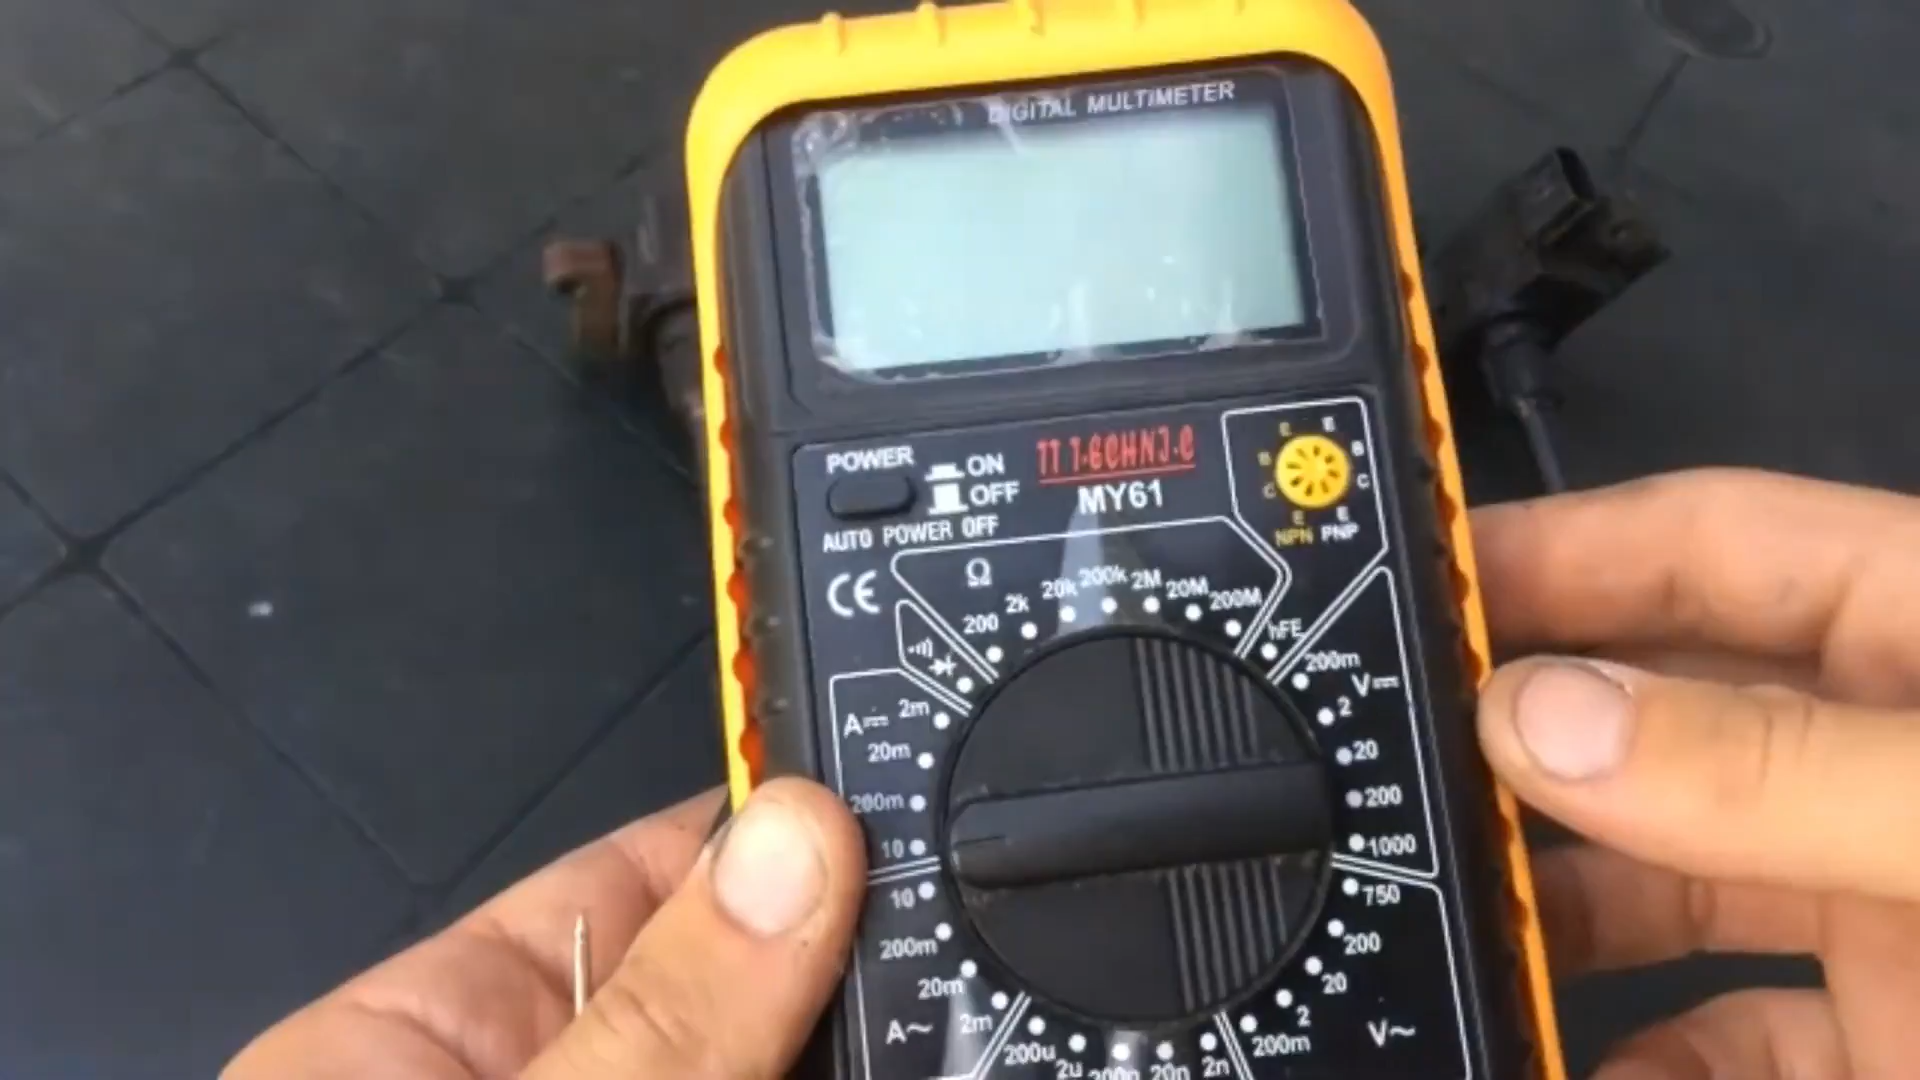 DIGITAL MULTIMETER
POWER
ON
OFF
MY61
AUTO POWER OFF
E E
B B
C C
E E
NPN PNP
CE
Ω
200 2k 20k 200k 2M 20M 200M
hFE
A⎓ 2m
20m
200m
10
200m V⎓
2
20
200
1000
10
200m
20m
A~ 2m
750
200
20
2
200m V~
200u 2u 200n 20n 2n